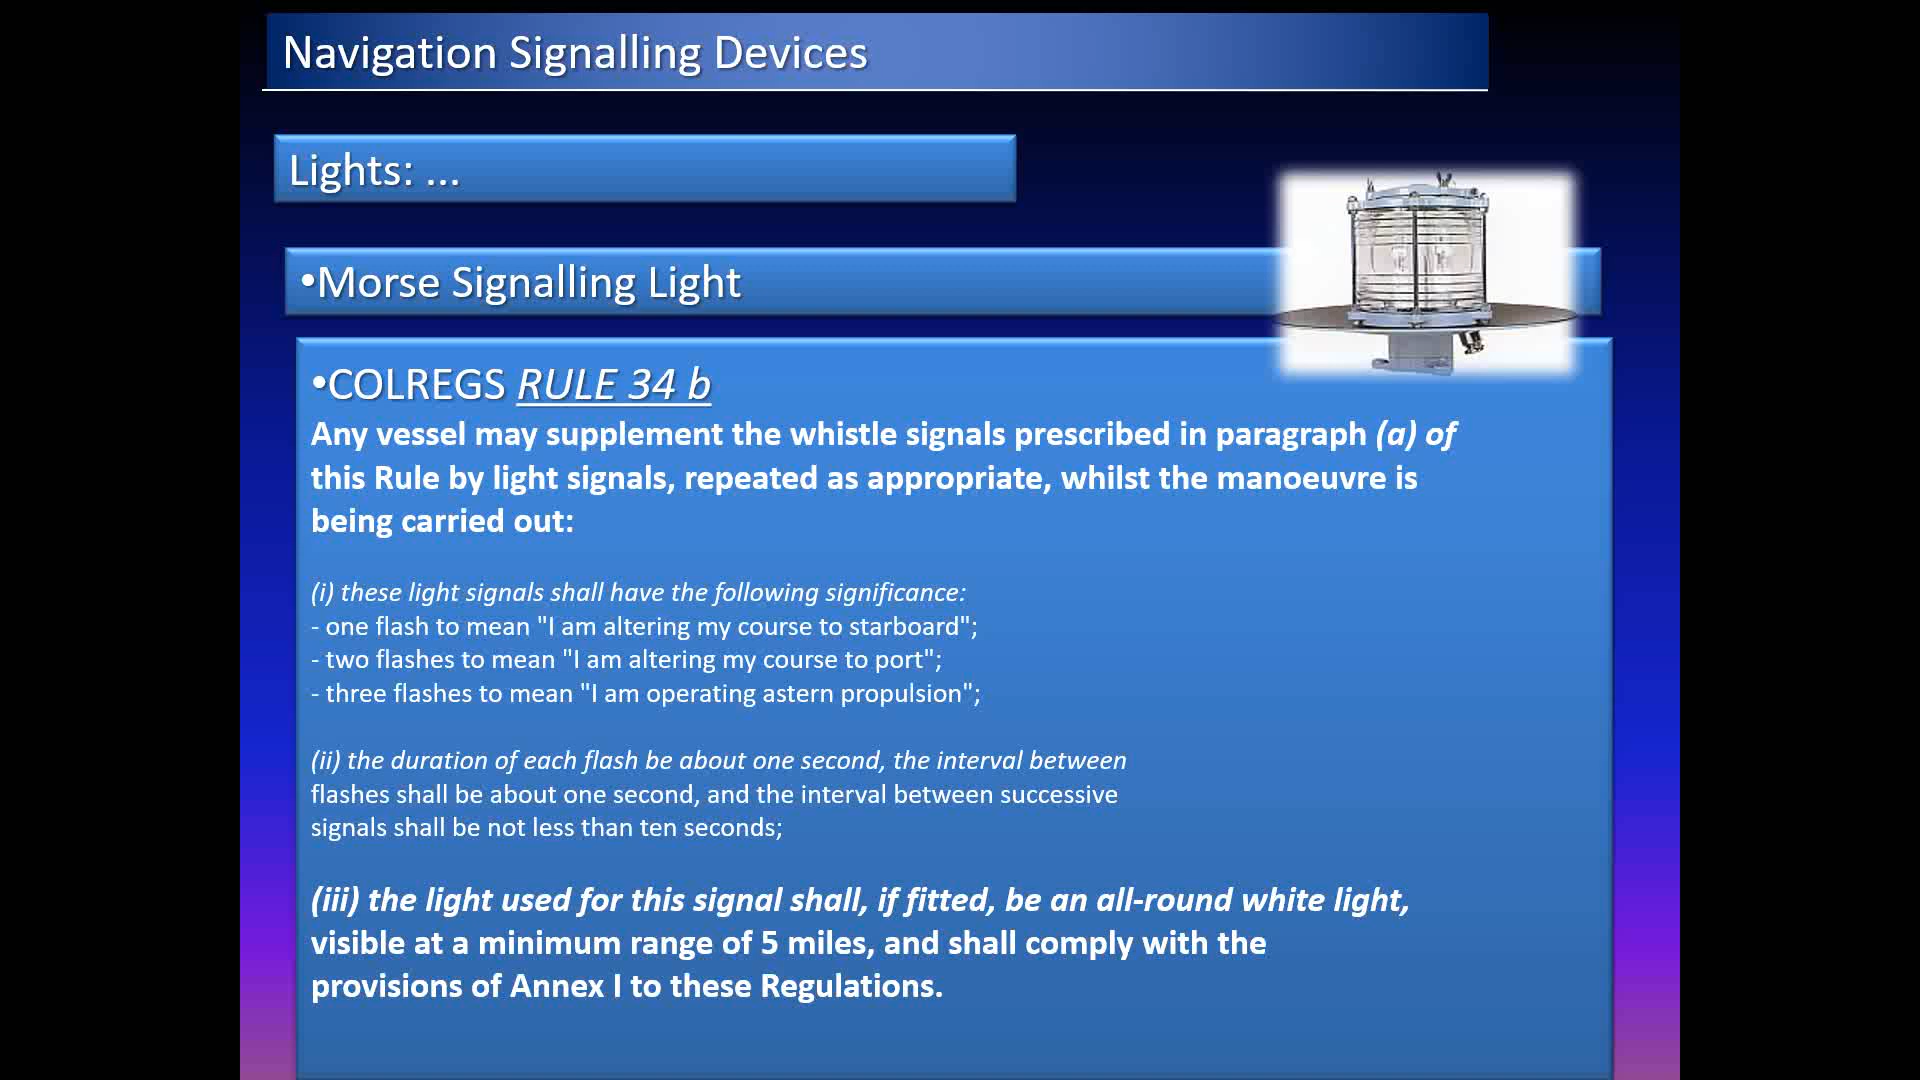 Navigation Signalling Devices
Lights: ...
•Morse Signalling Light
•COLREGS RULE 34 b
Any vessel may supplement the whistle signals prescribed in paragraph (a) of
this Rule by light signals, repeated as appropriate, whilst the manoeuvre is
being carried out:
(i) these light signals shall have the following significance:
- one flash to mean "I am altering my course to starboard";
- two flashes to mean "I am altering my course to port";
- three flashes to mean "I am operating astern propulsion";
(ii) the duration of each flash be about one second, the interval between
flashes shall be about one second, and the interval between successive
signals shall be not less than ten seconds;
(iii) the light used for this signal shall, if fitted, be an all-round white light,
visible at a minimum range of 5 miles, and shall comply with the
provisions of Annex I to these Regulations.